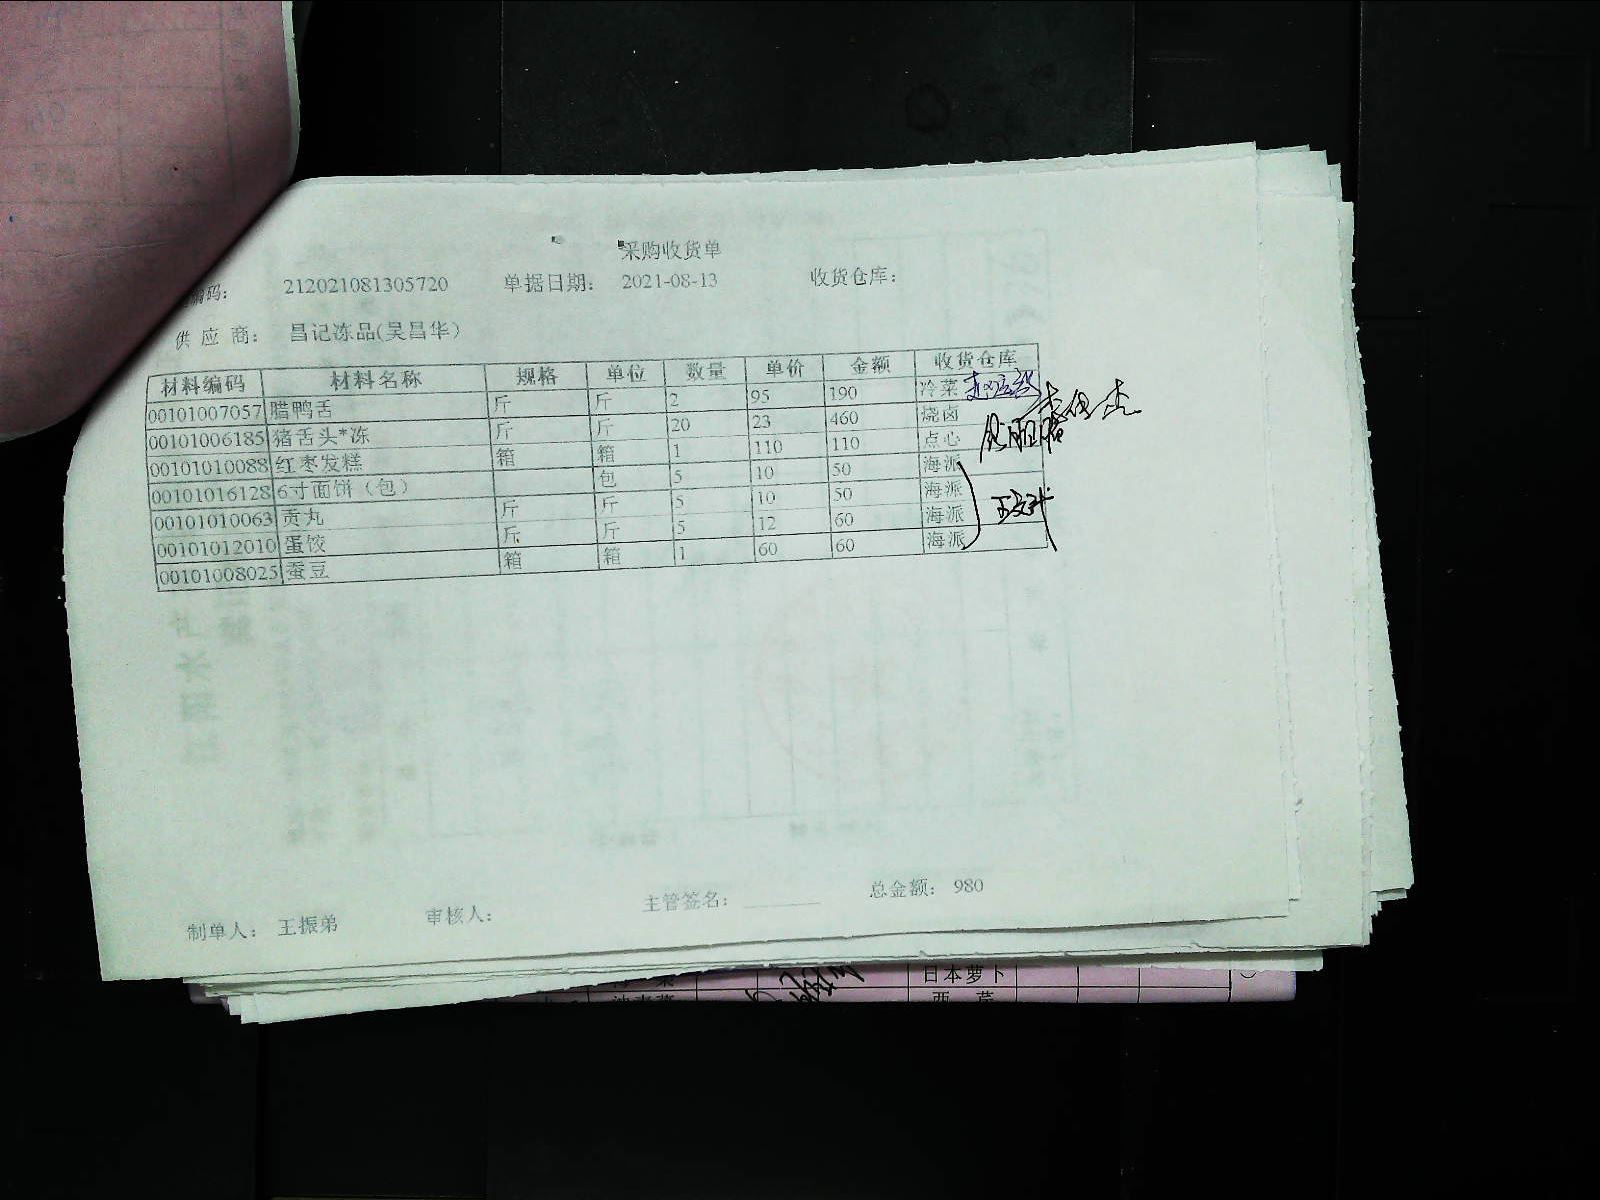 采购收货单
编码： 212021081305720 单据日期： 2021-08-13 收货仓库：
供应商： 昌记冻品(吴昌华)
材料编码 材料名称 规格 单位 数量 单价 金额 收货仓库
00101007057 腊鸭舌 斤 斤 2 95 190 冷菜
00101006185 猪舌头*冻 斤 斤 20 23 460 烧卤
00101010088 红枣发糕 箱 箱 1 110 110 点心
00101016128 6寸面饼（包） 包 5 10 50 海派
00101010063 贡丸 斤 斤 5 10 50 海派
00101012010 蛋饺 斤 斤 5 12 60 海派
00101008025 蚕豆 箱 箱 1 60 60 海派
制单人： 王振弟 审核人： 主管签名： 总金额： 980
日本萝卜
西芹